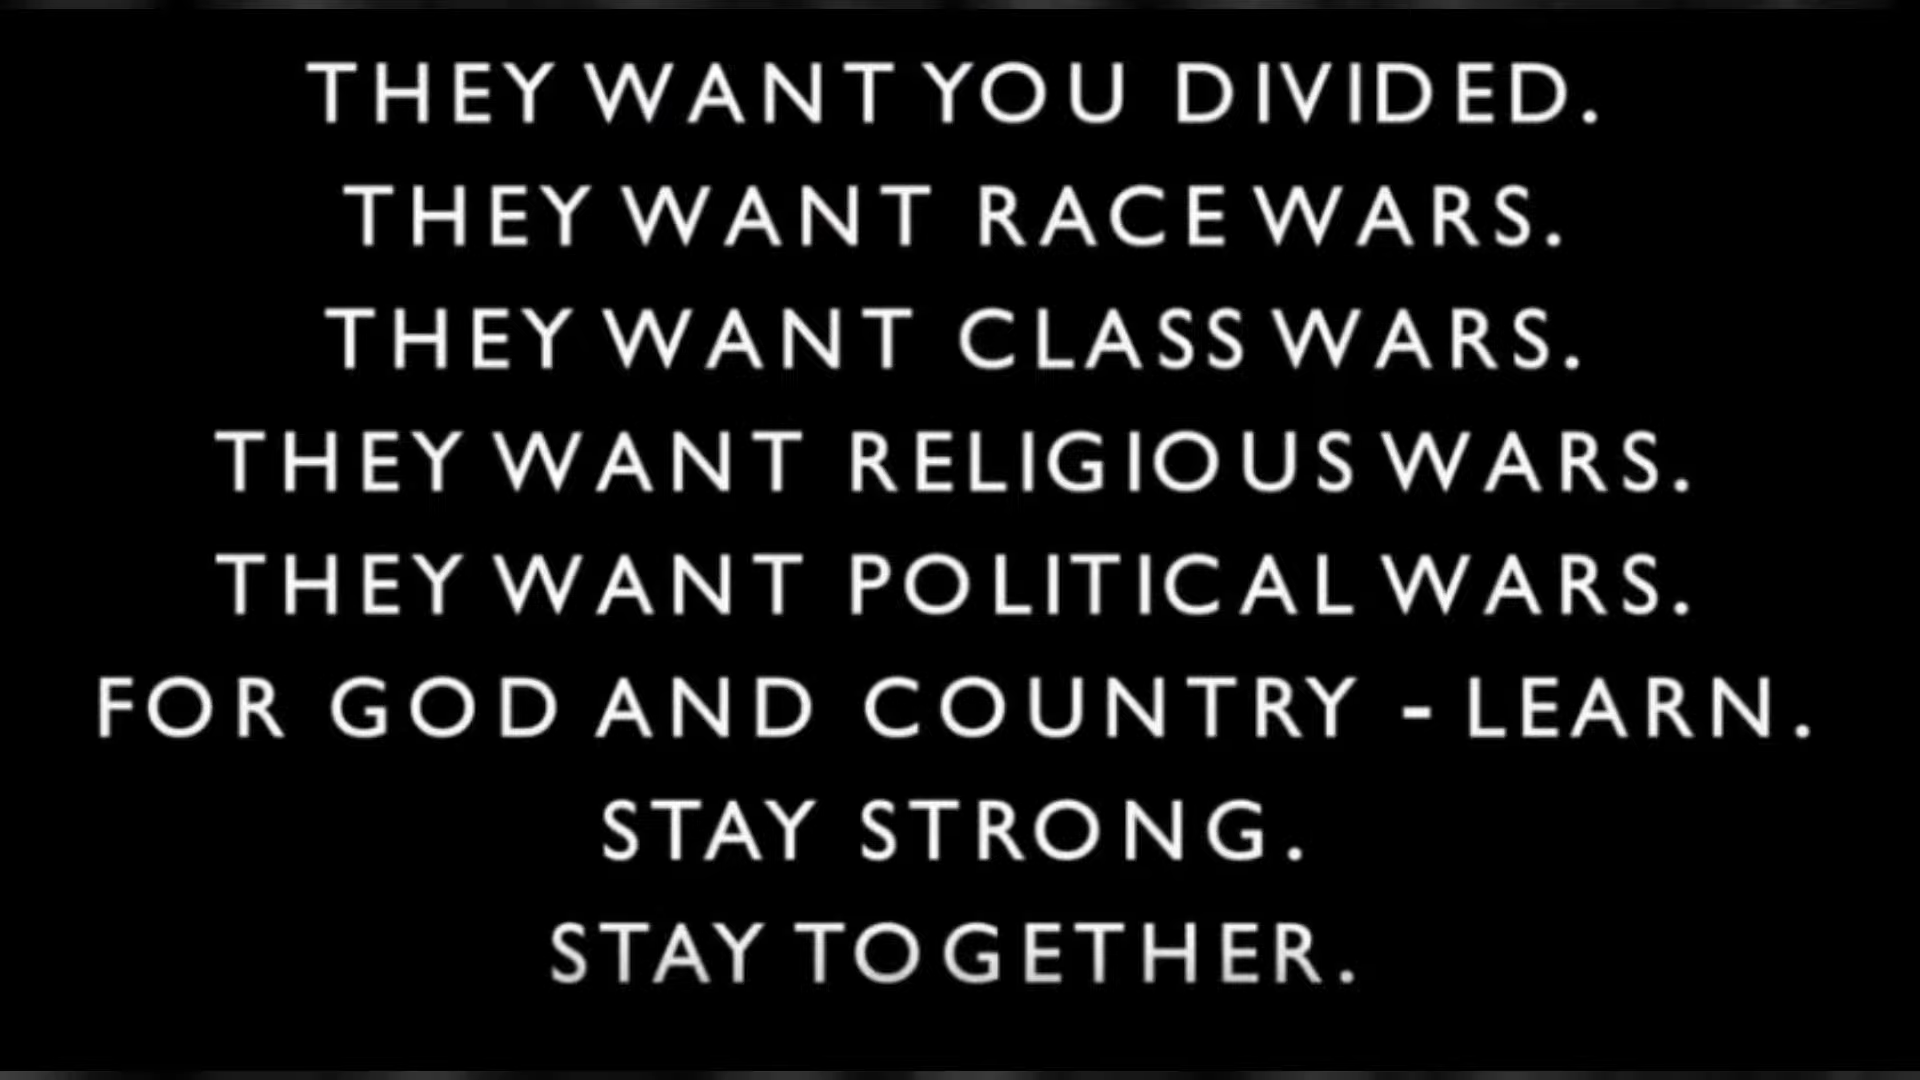 THEY WANT YOU DIVIDED.
THEY WANT RACE WARS.
THEY WANT CLASS WARS.
THEY WANT RELIGIOUS WARS.
THEY WANT POLITICAL WARS.
FOR GOD AND COUNTRY - LEARN.
STAY STRONG.
STAY TOGETHER.